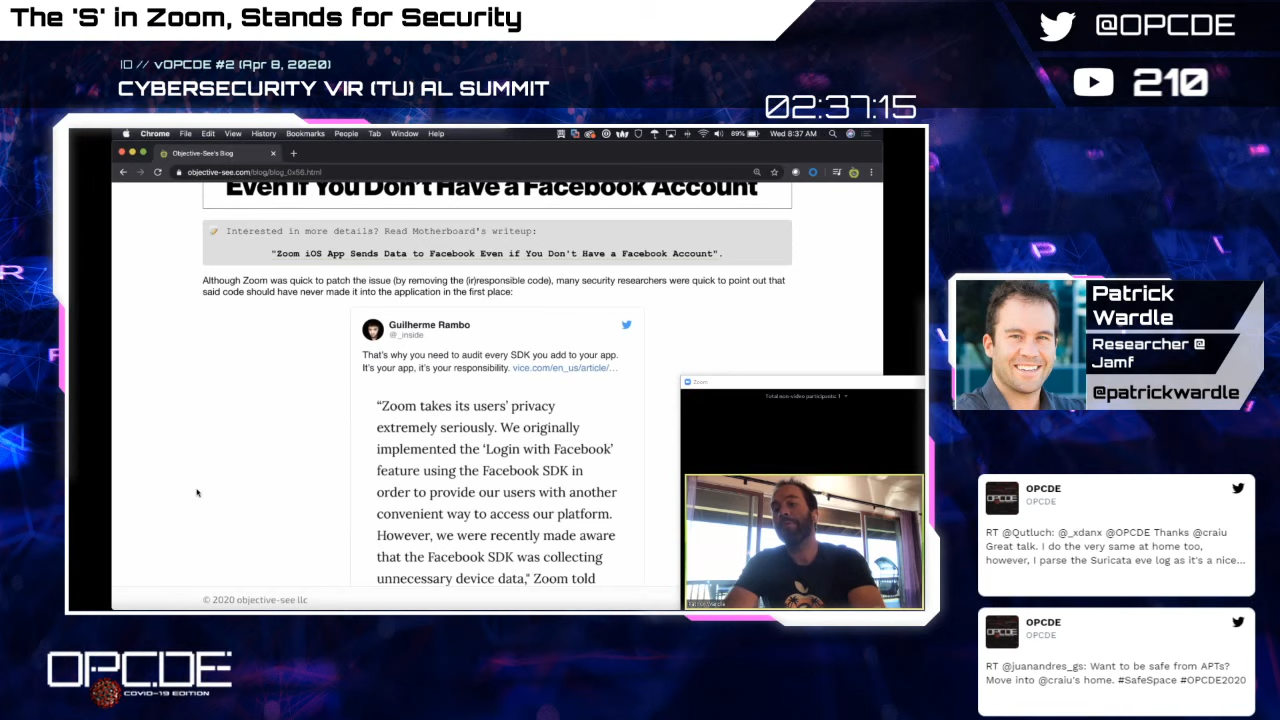 The 'S' in Zoom, Stands for Security
@OPCDE
IO // vOPCDE #2 (Apr 8, 2020)
CYBERSECURITY VIR (TU) AL SUMMIT
210
02:37:15
Chrome File Edit View History Bookmarks People Tab Window Help
89%
Wed 8:37 AM
Objective-See's Blog
objective-see.com/blog/blog_0x56.html
Even if You Don't Have a Facebook Account
Interested in more details? Read Motherboard's writeup:
"Zoom iOS App Sends Data to Facebook Even if You Don't Have a Facebook Account".
Although Zoom was quick to patch the issue (by removing the (ir)responsible code), many security researchers were quick to point out that
said code should have never made it into the application in the first place:
Guilherme Rambo
@_inside
That's why you need to audit every SDK you add to your app.
It's your app, it's your responsibility. vice.com/en_us/article/…
“Zoom takes its users’ privacy
extremely seriously. We originally
implemented the ‘Login with Facebook’
feature using the Facebook SDK in
order to provide our users with another
convenient way to access our platform.
However, we were recently made aware
that the Facebook SDK was collecting
unnecessary device data," Zoom told
© 2020 objective-see llc
Zoom
Total non-video participants: 1
Patrick Wardle
Patrick
Wardle
Researcher @
Jamf
@patrickwardle
OPCDE
OPCDE
OPCDE
RT @Qutluch: @_xdanx @OPCDE Thanks @craiu
Great talk. I do the very same at home too,
however, I parse the Suricata eve log as it's a nice...
OPCDE
OPCDE
OPCDE
RT @juanandres_gs: Want to be safe from APTs?
Move into @craiu's home. #SafeSpace #OPCDE2020
OPCDE
COVID-19 EDITION